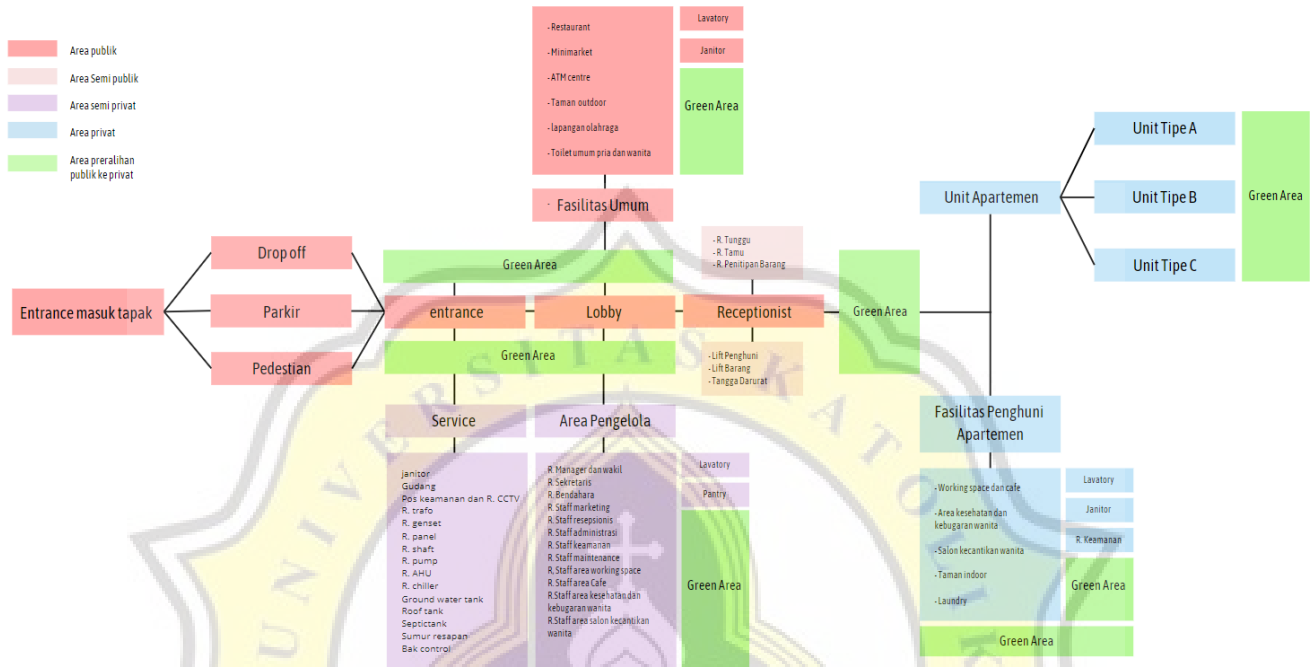 Area publik
Area Semi publik
Area semi privat
Area privat
Area preralihan
publik ke privat
- Restaurant
- Minimarket
- ATM centre
- Taman outdoor
- lapangan olahraga
- Toilet umum pria dan wanita
Lavatory
Janitor
Green Area
Fasilitas Umum
Entrance masuk tapak
Drop off
Parkir
Pedestian
Green Area
entrance
Lobby
Receptionist
Green Area
- R. Tunggu
- R. Tamu
- R. Penitipan Barang
- Lift Penghuni
- Lift Barang
- Tangga Darurat
Green Area
Unit Apartemen
Unit Tipe A
Unit Tipe B
Unit Tipe C
Green Area
Service
janitor
Gudang
Pos keamanan dan R. CCTV
R. trafo
R. genset
R. panel
R. shaft
R. pump
R. AHU
R. chiller
Ground water tank
Roof tank
Septictank
Sumur resapan
Bak control
Area Pengelola
R. Manager dan wakil
R. Sekretaris
R. Bendahara
R. Staff marketing
R. Staff resepsionis
R. Staff administrasi
R. Staff keamanan
R. Staff maintenance
R, Staff area working space
R. Staff area Cafe
R.Staff area kesehatan dan
kebugaran wanita
R.Staff area salon kecantikan
wanita
Lavatory
Pantry
Green Area
Fasilitas Penghuni
Apartemen
- Working space dan cafe
- Area kesehatan dan
kebugaran wanita
- Salon kecantikan wanita
- Taman indoor
- Laundry
Lavatory
Janitor
R. Keamanan
Green Area
Green Area
UNIVERSITAS KATOLIK